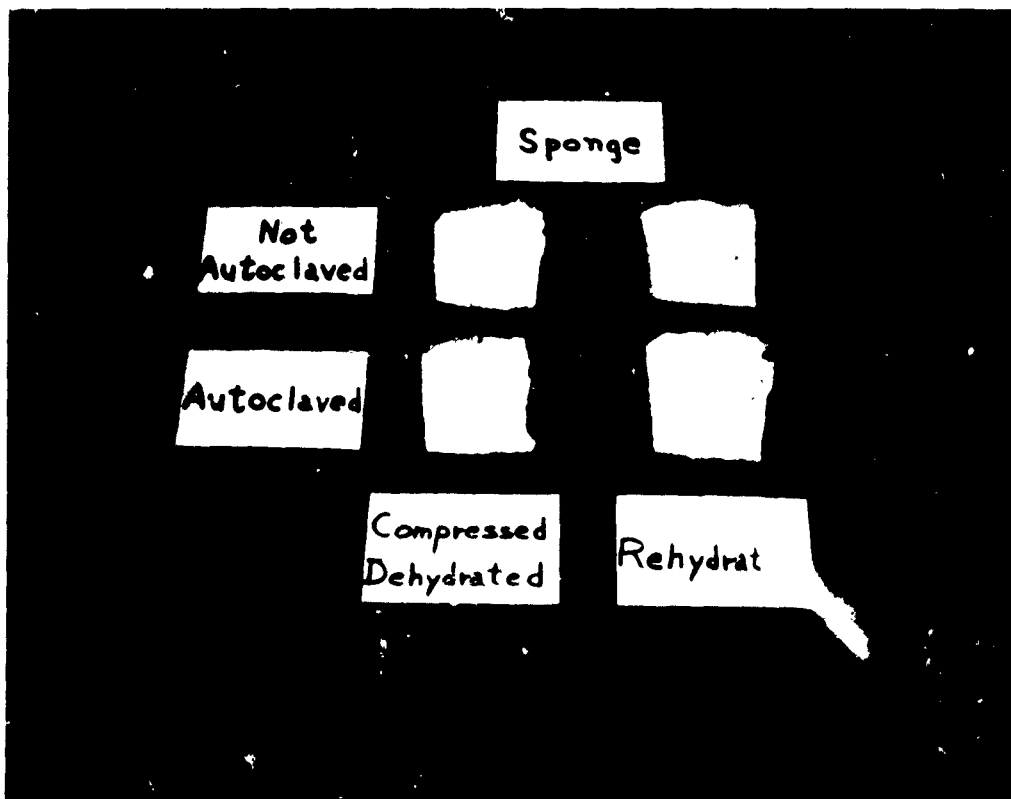 Sponge
Not
Autoclaved
Autoclaved
Compressed
Dehydrated
Rehydrat